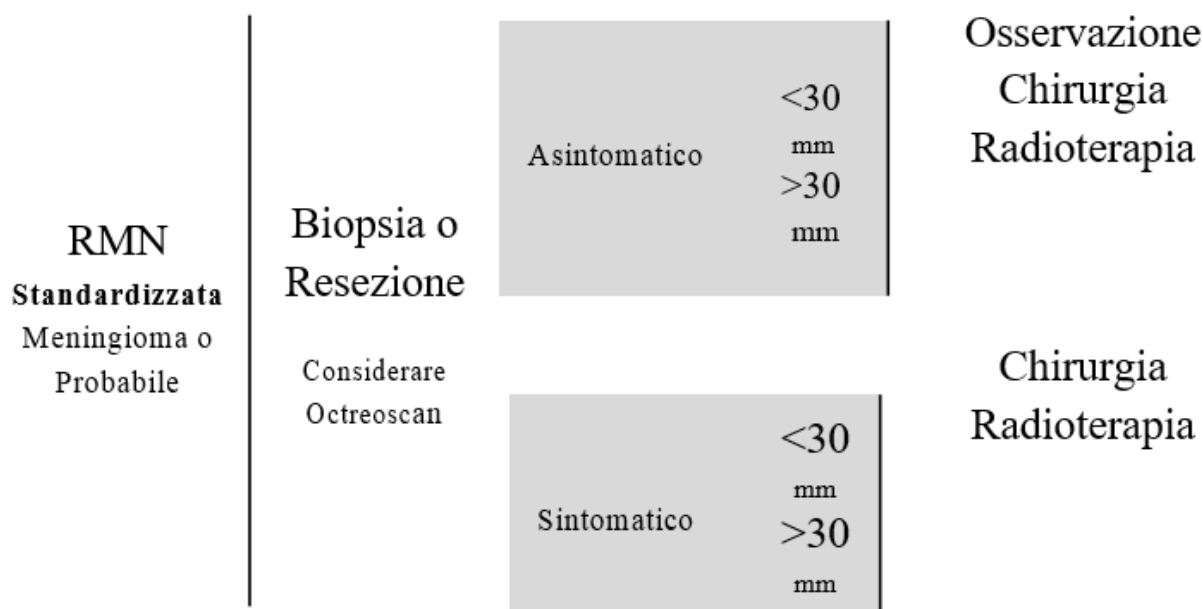 RMN
Standardizzata
Meningioma o
Probabile
Biopsia o
Resezione
Considerare
Octreoscan
Asintomatico
<30
mm
>30
mm
Osservazione
Chirurgia
Radioterapia
Sintomatico
<30
mm
>30
mm
Chirurgia
Radioterapia